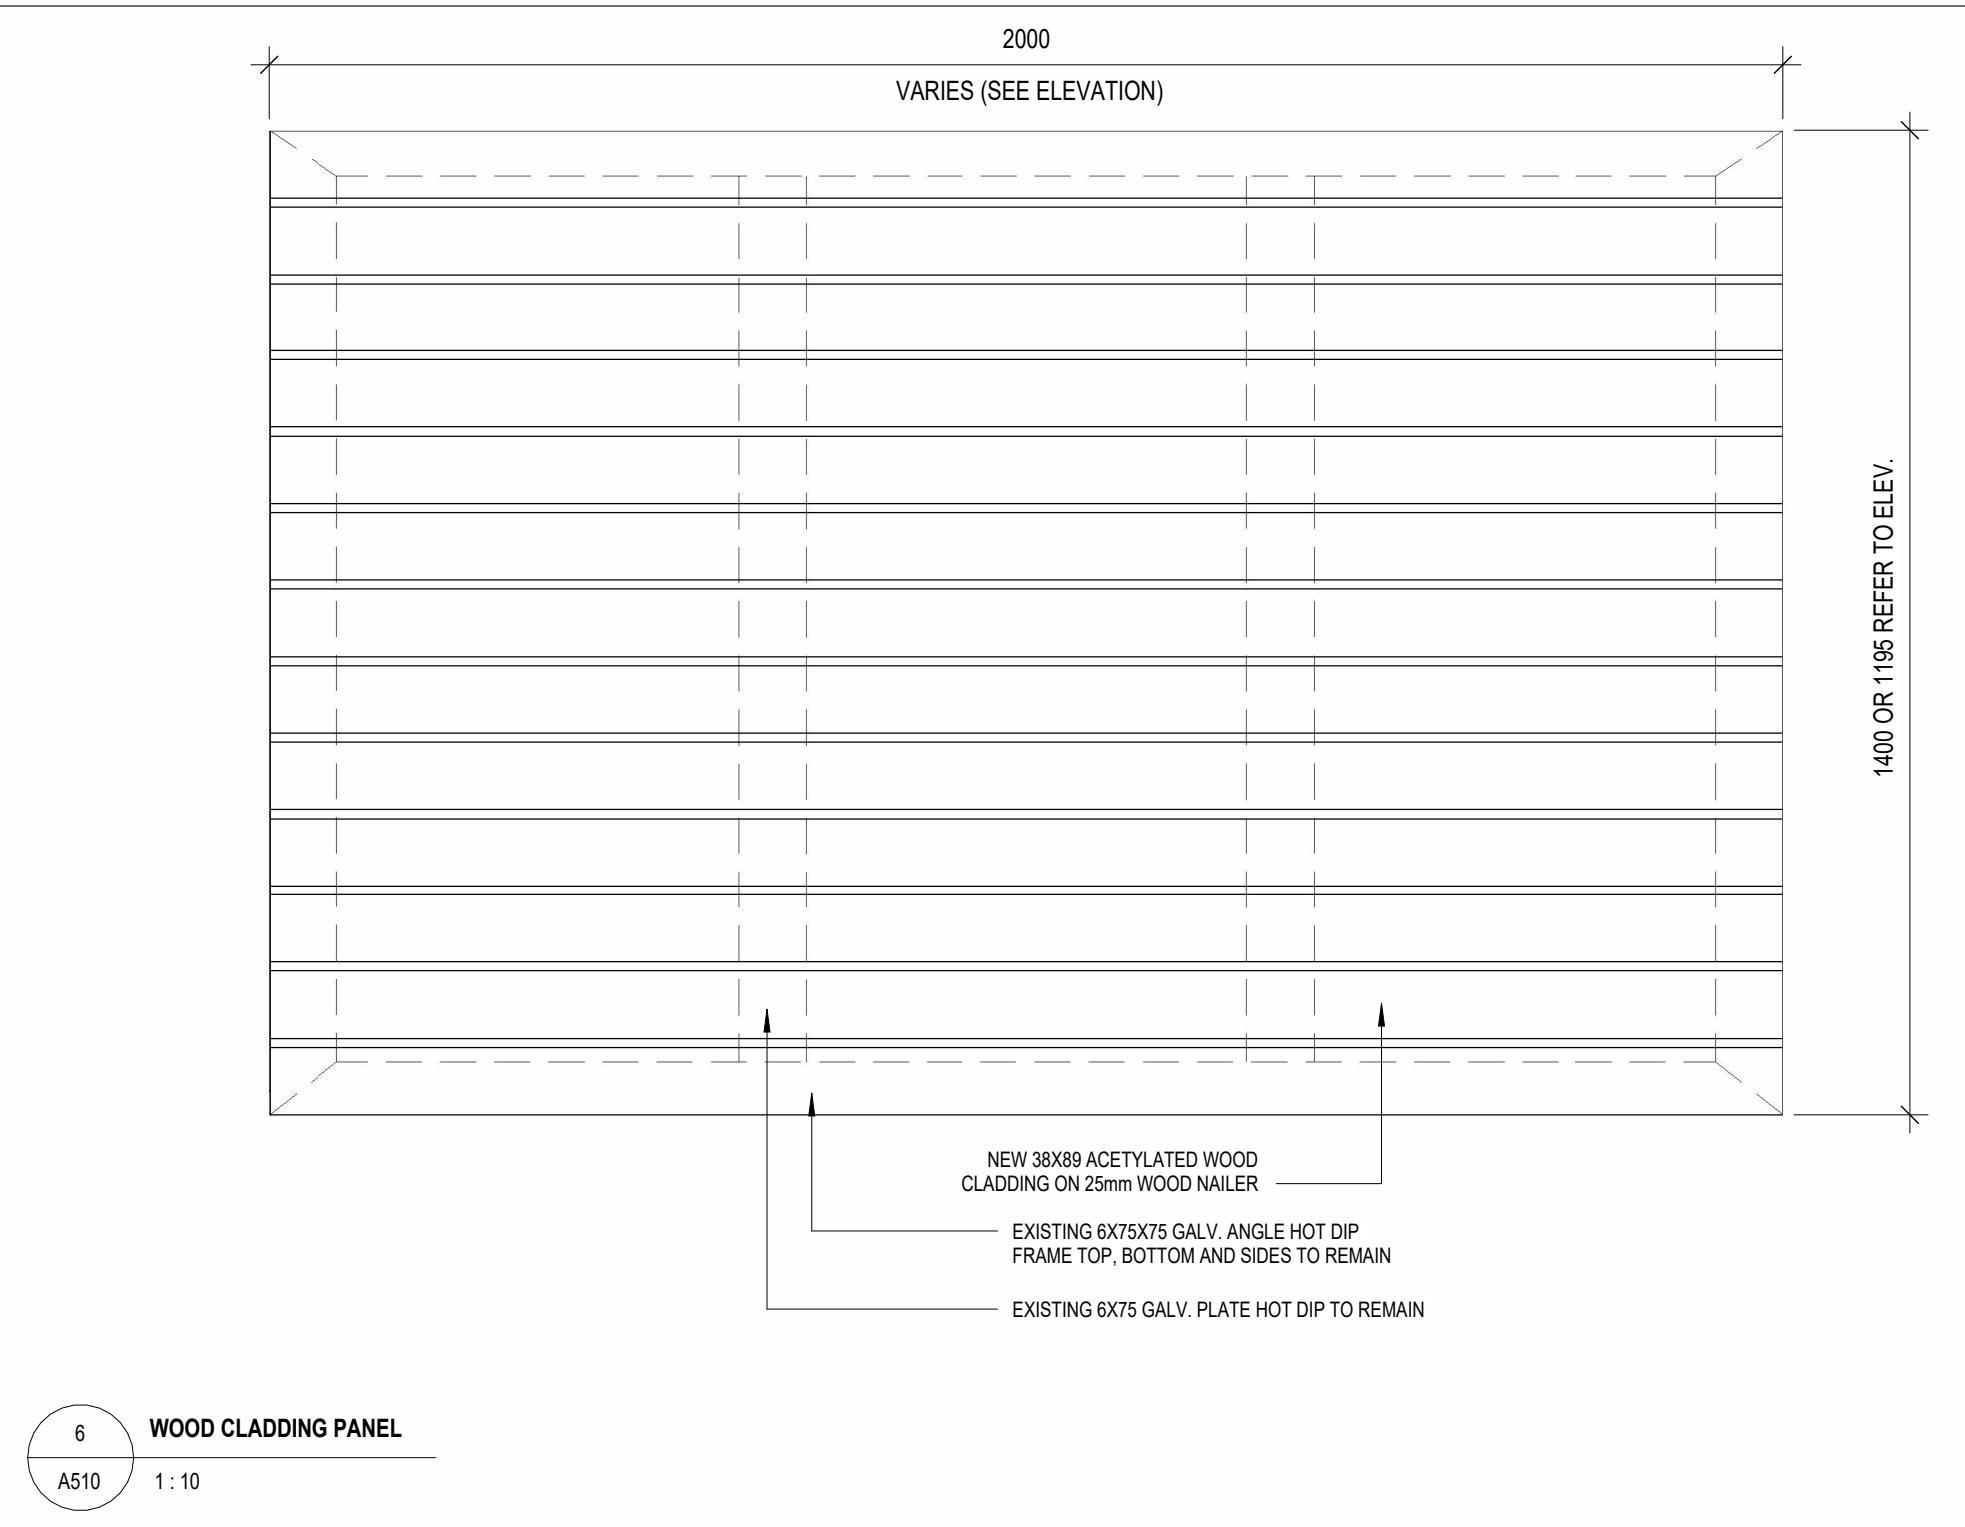 2000
VARIES (SEE ELEVATION)
1400 OR 1195 REFER TO ELEV.
NEW 38X89 ACETYLATED WOOD
CLADDING ON 25mm WOOD NAILER
EXISTING 6X75X75 GALV. ANGLE HOT DIP
FRAME TOP, BOTTOM AND SIDES TO REMAIN
EXISTING 6X75 GALV. PLATE HOT DIP TO REMAIN
6
WOOD CLADDING PANEL
A510
1 : 10